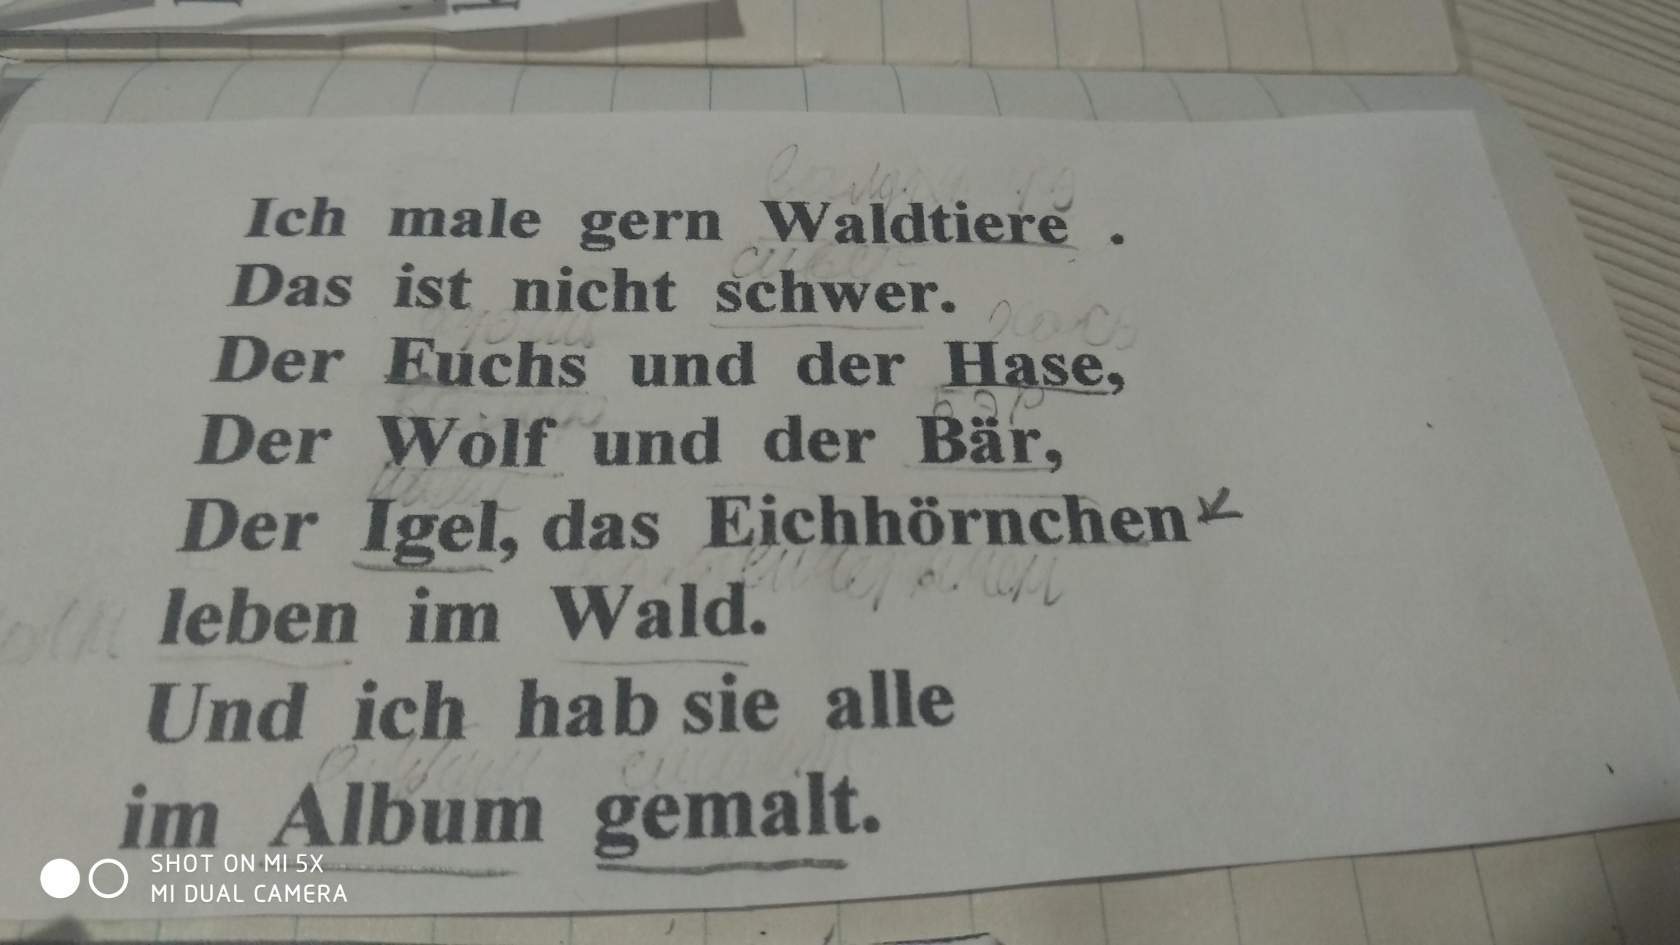 Ich male gern Waldtiere .
Das ist nicht schwer.
Der Fuchs und der Hase,
Der Wolf und der Bär,
Der Igel, das Eichhörnchen
leben im Wald.
Und ich hab sie alle
im Album gemalt.
SHOT ON MI 5X
MI DUAL CAMERA